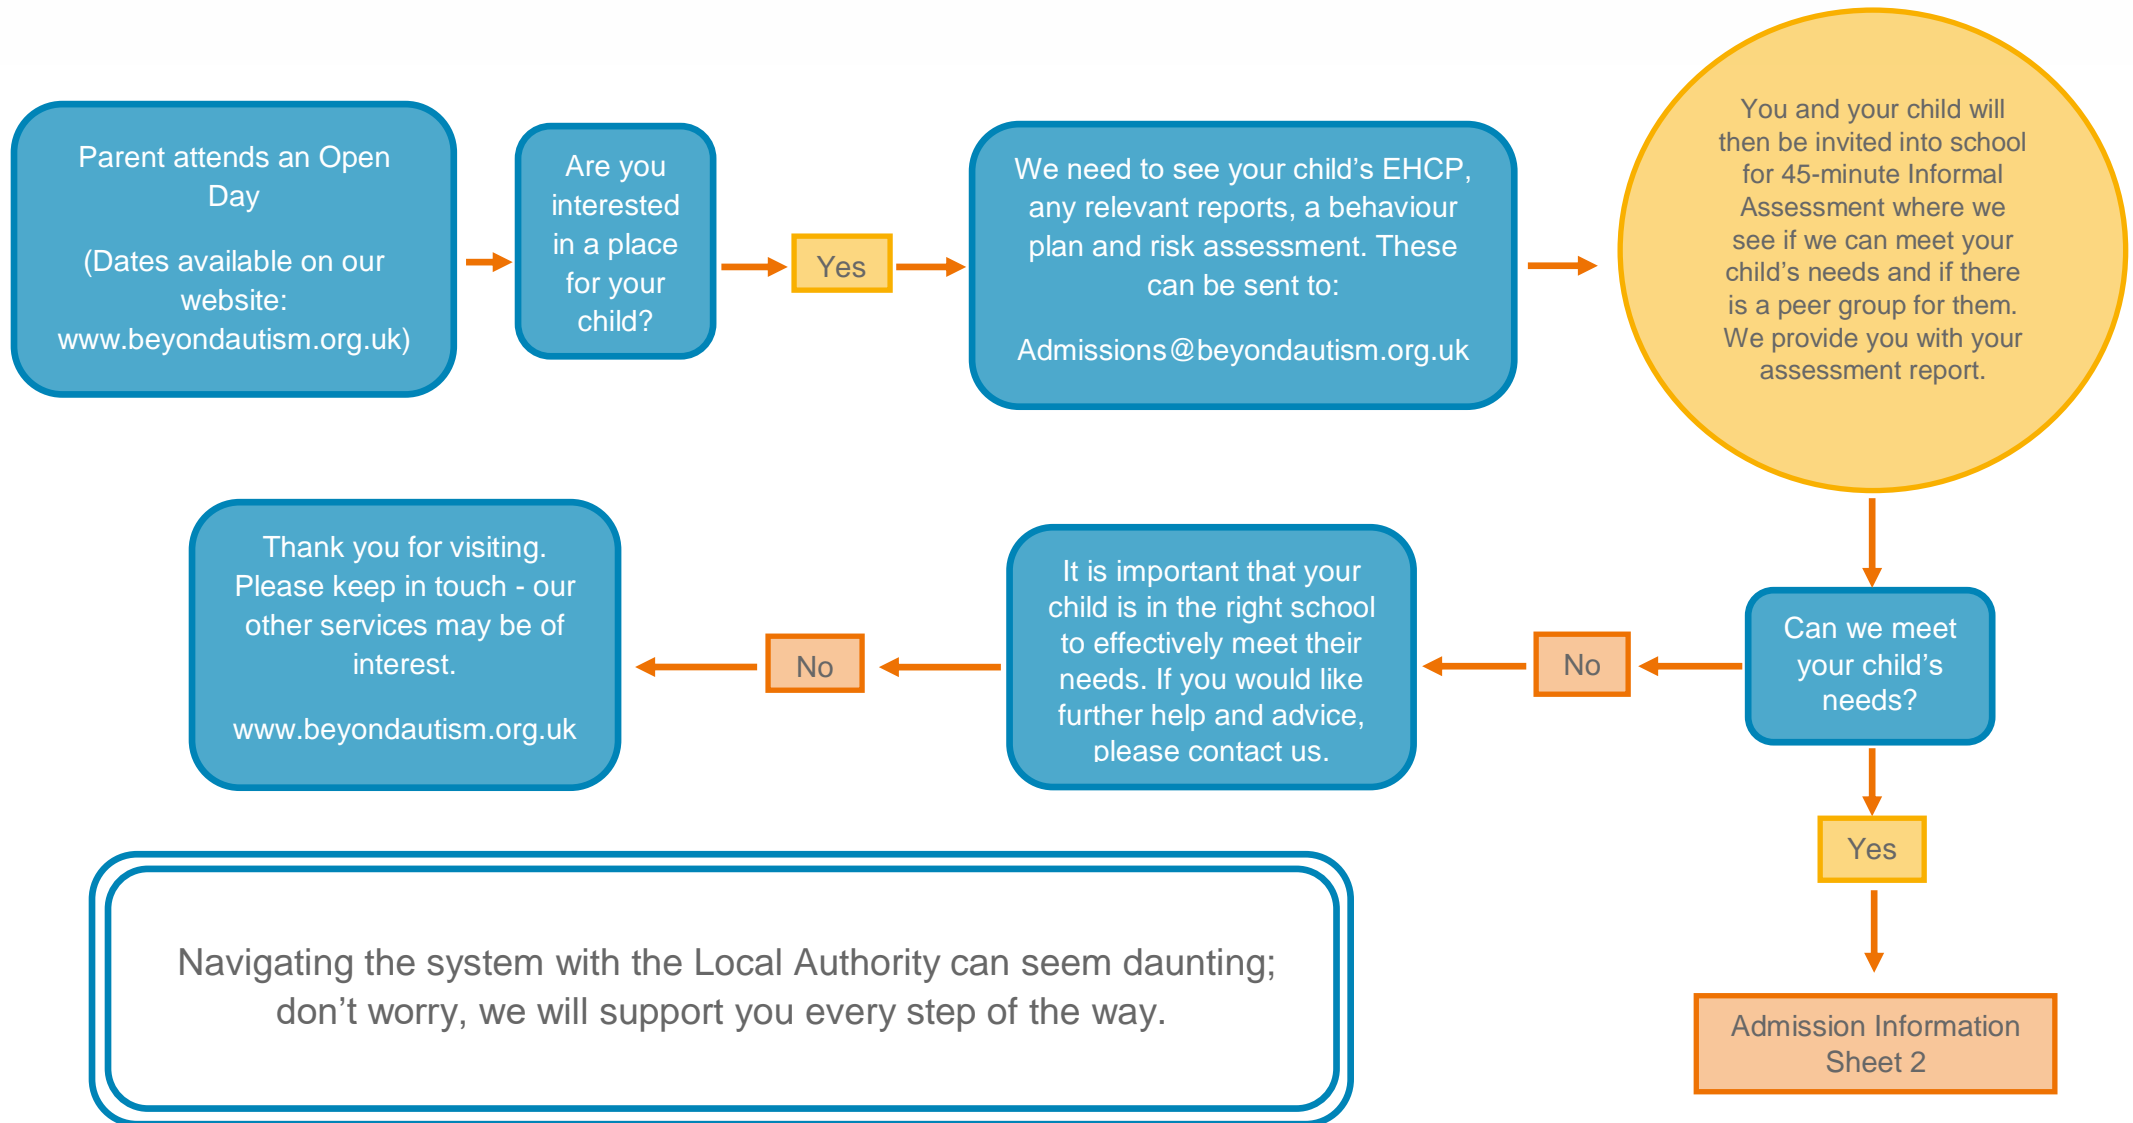 Parent attends an Open
Day
(Dates available on our
website:
www.beyondautism.org.uk)
Are you
interested
in a place
for your
child?
Yes
We need to see your child’s EHCP,
any relevant reports, a behaviour
plan and risk assessment. These
can be sent to:
Admissions@beyondautism.org.uk
You and your child will
then be invited into school
for 45-minute Informal
Assessment where we
see if we can meet your
child’s needs and if there
is a peer group for them.
We provide you with your
assessment report.
Can we meet
your child’s
needs?
No
It is important that your
child is in the right school
to effectively meet their
needs. If you would like
further help and advice,
please contact us.
No
Thank you for visiting.
Please keep in touch - our
other services may be of
interest.
www.beyondautism.org.uk
Yes
Admission Information
Sheet 2
Navigating the system with the Local Authority can seem daunting;
don’t worry, we will support you every step of the way.